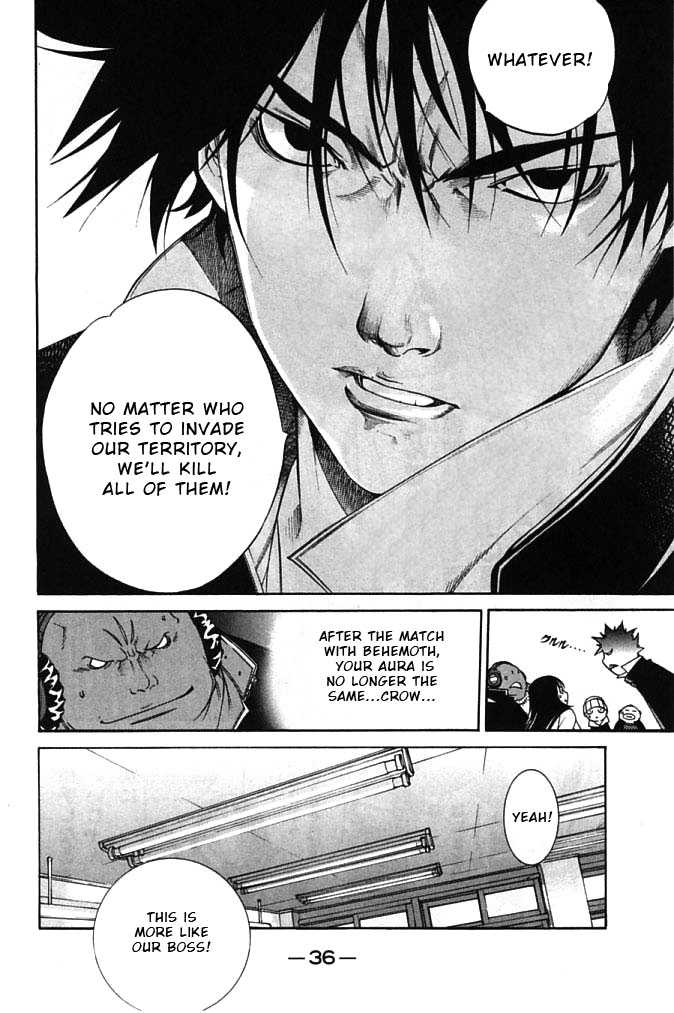 WHATEVER!
NO MATTER WHO
TRIES TO INVADE
OUR TERRITORY,
WE'LL KILL
ALL OF THEM!
AFTER THE MATCH
WITH BEHEMOTH,
YOUR AURA IS
NO LONGER THE
SAME...CROW...
YEAH!
THIS IS
MORE LIKE
OUR BOSS!
—36—